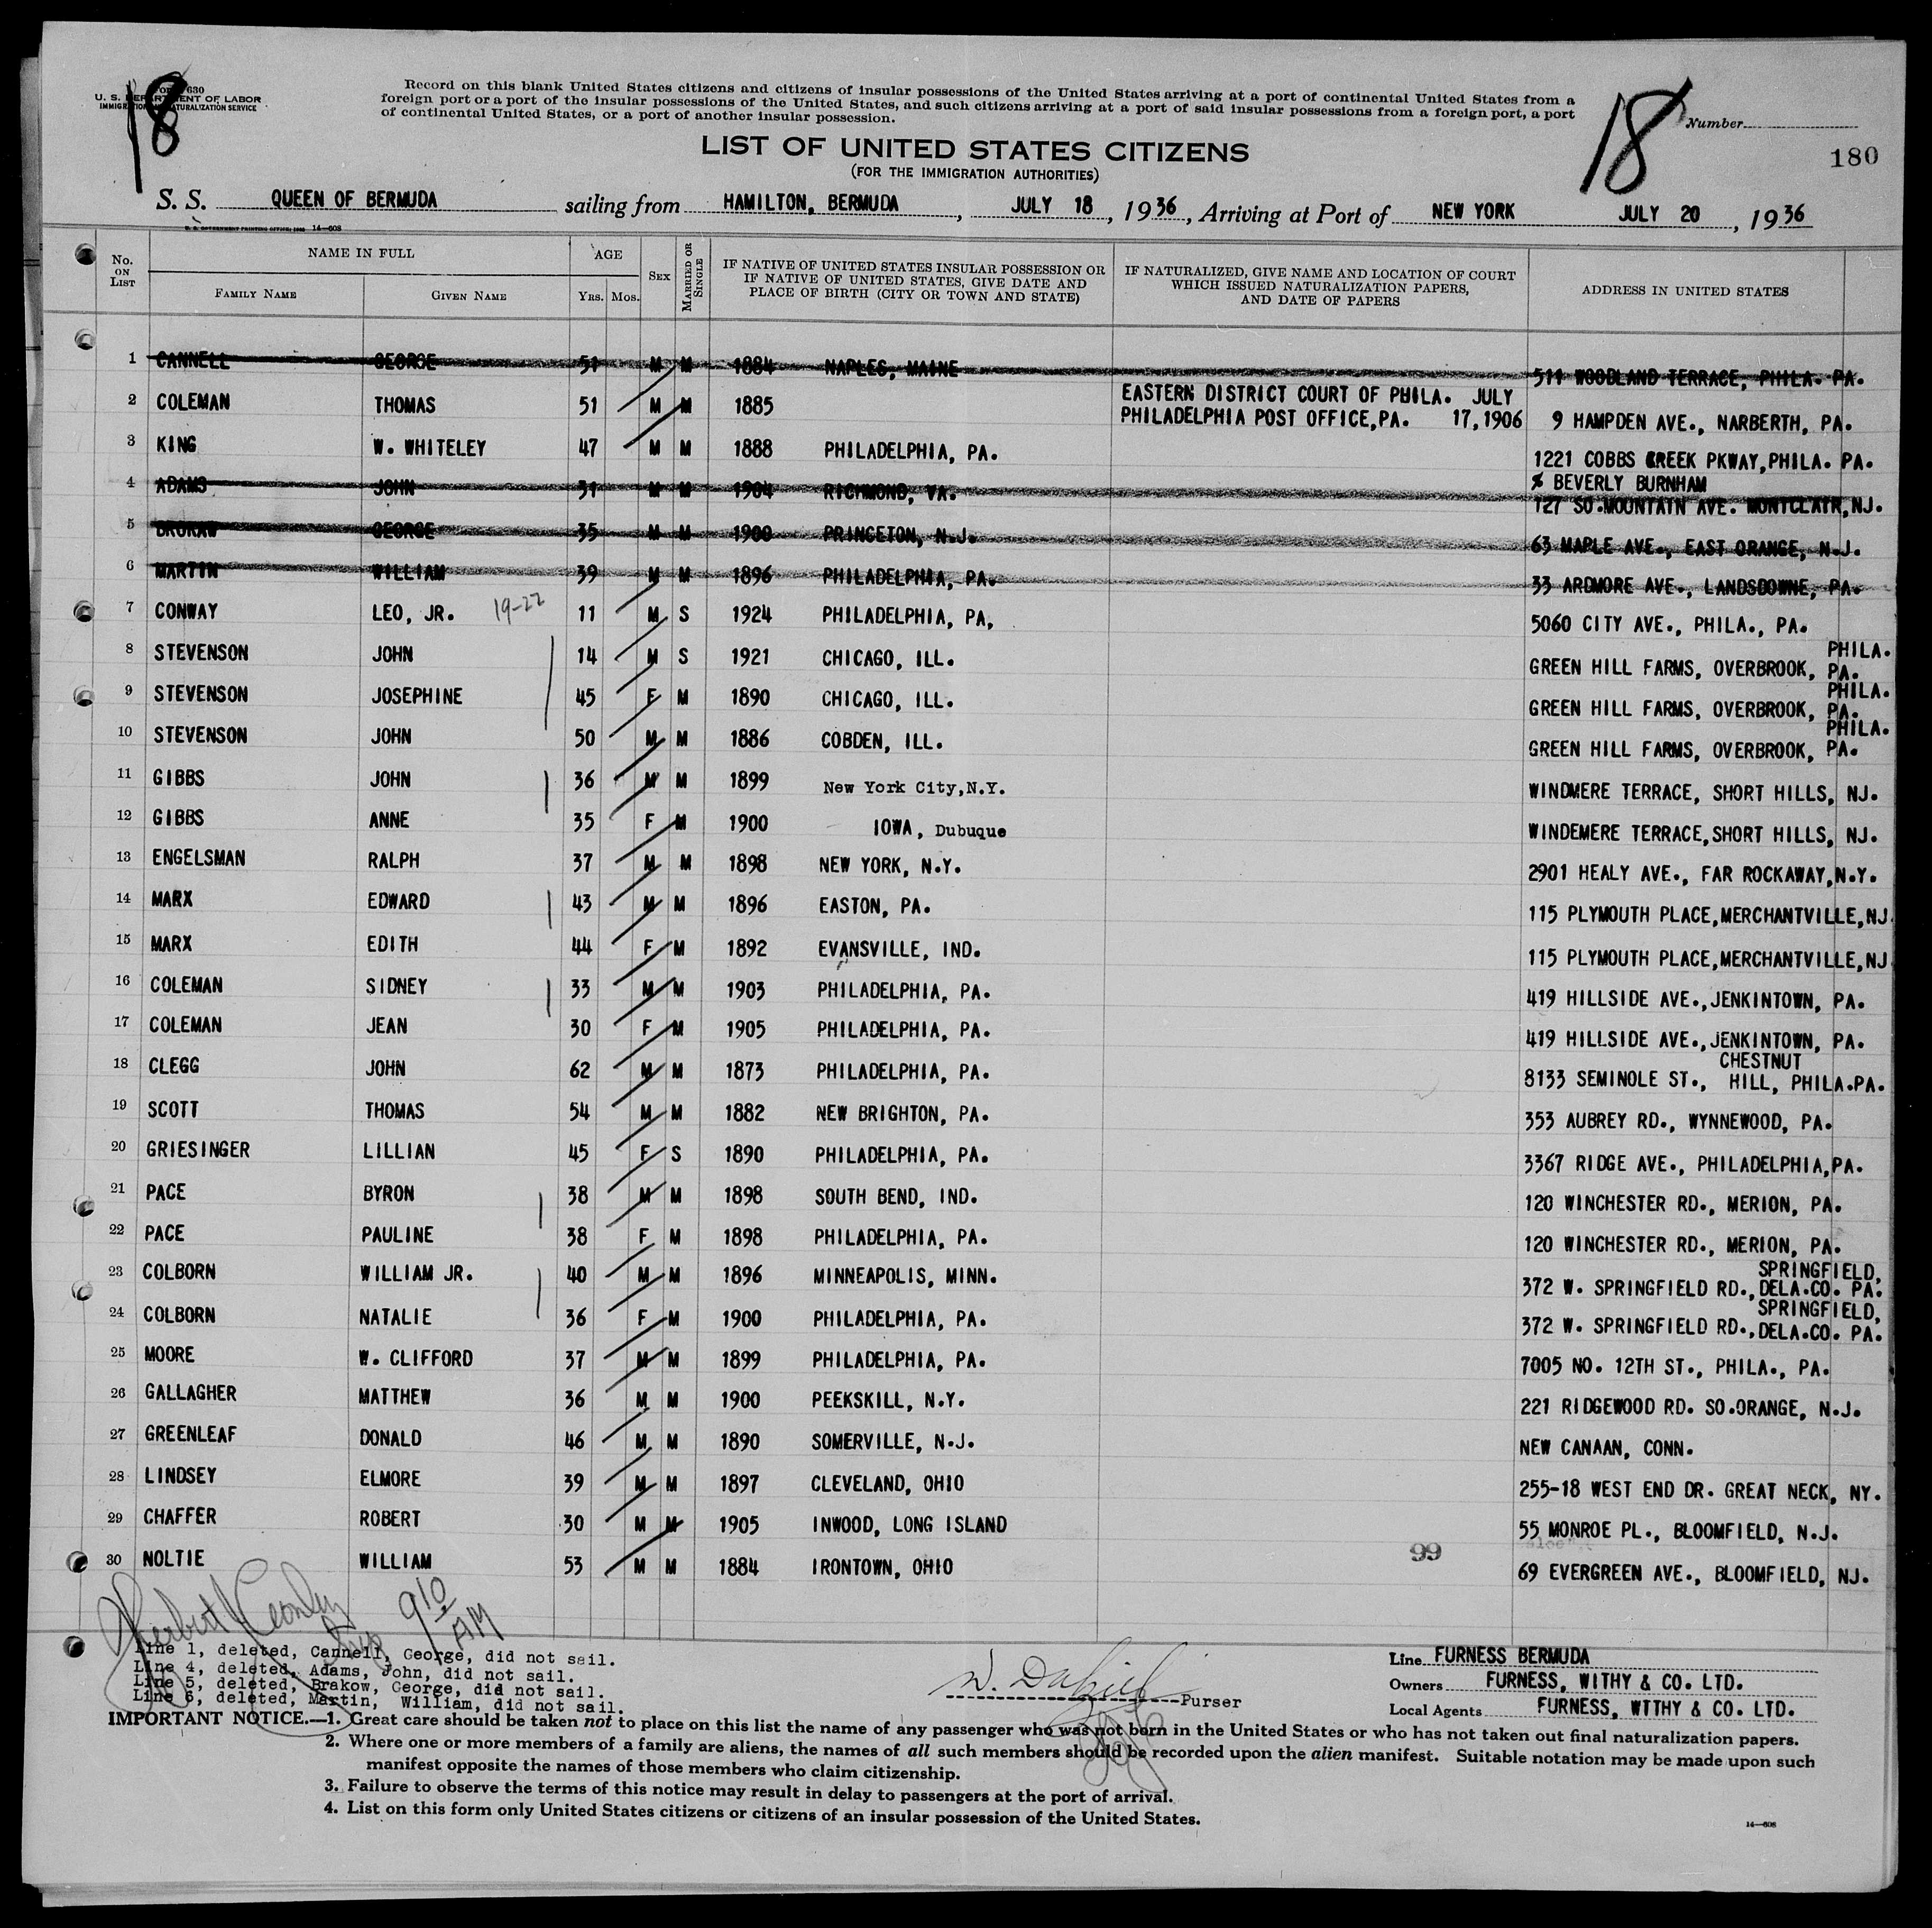 18
Form 630
U. S. DEPARTMENT OF LABOR
IMMIGRATION AND NATURALIZATION SERVICE
Record on this blank United States citizens and citizens of insular possessions of the United States arriving at a port of continental United States from a
foreign port or a port of the insular possessions of the United States, and such citizens arriving at a port of said insular possessions from a foreign port, a port
of continental United States, or a port of another insular possession.
18
Number
180
LIST OF UNITED STATES CITIZENS
(FOR THE IMMIGRATION AUTHORITIES)
S. S. QUEEN OF BERMUDA sailing from HAMILTON, BERMUDA, JULY 18, 1936, Arriving at Port of NEW YORK JULY 20, 1936
U. S. GOVERNMENT PRINTING OFFICE: 14—608
No. ON LIST
NAME IN FULL
FAMILY NAME
GIVEN NAME
AGE
YRS. MOS.
SEX
MARRIED OR SINGLE
IF NATIVE OF UNITED STATES INSULAR POSSESSION OR
IF NATIVE OF UNITED STATES, GIVE DATE AND
PLACE OF BIRTH (CITY OR TOWN AND STATE)
IF NATURALIZED, GIVE NAME AND LOCATION OF COURT
WHICH ISSUED NATURALIZATION PAPERS,
AND DATE OF PAPERS
ADDRESS IN UNITED STATES
1 CANNELL GEORGE 51 M M 1884 NAPLES, MAINE 511 WOODLAND TERRACE, PHILA. PA.
EASTERN DISTRICT COURT OF PHILA. JULY
2 COLEMAN THOMAS 51 M M 1885 PHILADELPHIA POST OFFICE,PA. 17,1906 9 HAMPDEN AVE., NARBERTH, PA.
3 KING W. WHITELEY 47 M M 1888 PHILADELPHIA, PA. 1221 COBBS CREEK PKWAY,PHILA. PA.
% BEVERLY BURNHAM
4 ADAMS JOHN 31 M M 1904 RICHMOND, VA. 127 SO.MOUNTAIN AVE. MONTCLAIR,NJ.
5 BROKAW GEORGE 35 M M 1900 PRINCETON, N.J. 63 MAPLE AVE., EAST ORANGE, N.J.
6 MARTIN WILLIAM 39 M M 1896 PHILADELPHIA, PA. 33 ARDMORE AVE., LANDSDOWNE, PA.
7 CONWAY LEO, JR. 19-22 11 M S 1924 PHILADELPHIA, PA, 5060 CITY AVE., PHILA., PA.
PHILA.
8 STEVENSON JOHN 14 M S 1921 CHICAGO, ILL. GREEN HILL FARMS, OVERBROOK, PA.
PHILA.
9 STEVENSON JOSEPHINE 45 F M 1890 CHICAGO, ILL. GREEN HILL FARMS, OVERBROOK, PA.
PHILA.
10 STEVENSON JOHN 50 M M 1886 COBDEN, ILL. GREEN HILL FARMS, OVERBROOK, PA.
11 GIBBS JOHN 36 M M 1899 New York City,N.Y. WINDMERE TERRACE, SHORT HILLS, NJ.
12 GIBBS ANNE 35 F M 1900 IOWA, Dubuque WINDEMERE TERRACE,SHORT HILLS, NJ.
13 ENGELSMAN RALPH 37 M M 1898 NEW YORK, N.Y. 2901 HEALY AVE., FAR ROCKAWAY,N.Y.
14 MARX EDWARD 43 M M 1896 EASTON, PA. 115 PLYMOUTH PLACE,MERCHANTVILLE,NJ.
15 MARX EDITH 44 F M 1892 EVANSVILLE, IND. 115 PLYMOUTH PLACE,MERCHANTVILLE,NJ
16 COLEMAN SIDNEY 33 M M 1903 PHILADELPHIA, PA. 419 HILLSIDE AVE.,JENKINTOWN, PA.
17 COLEMAN JEAN 30 F M 1905 PHILADELPHIA, PA. 419 HILLSIDE AVE.,JENKINTOWN, PA.
CHESTNUT
18 CLEGG JOHN 62 M M 1873 PHILADELPHIA, PA. 8133 SEMINOLE ST., HILL, PHILA.PA.
19 SCOTT THOMAS 54 M M 1882 NEW BRIGHTON, PA. 353 AUBREY RD., WYNNEWOOD, PA.
20 GRIESINGER LILLIAN 45 F S 1890 PHILADELPHIA, PA. 3367 RIDGE AVE., PHILADELPHIA,PA.
21 PACE BYRON 38 M M 1898 SOUTH BEND, IND. 120 WINCHESTER RD., MERION, PA.
22 PACE PAULINE 38 F M 1898 PHILADELPHIA, PA. 120 WINCHESTER RD., MERION, PA.
SPRINGFIELD,
23 COLBORN WILLIAM JR. 40 M M 1896 MINNEAPOLIS, MINN. 372 W. SPRINGFIELD RD., DELA.CO. PA.
SPRINGFIELD,
24 COLBORN NATALIE 36 F M 1900 PHILADELPHIA, PA. 372 W. SPRINGFIELD RD., DELA.CO. PA.
25 MOORE W. CLIFFORD 37 M M 1899 PHILADELPHIA, PA. 7005 NO. 12TH ST., PHILA., PA.
26 GALLAGHER MATTHEW 36 M M 1900 PEEKSKILL, N.Y. 221 RIDGEWOOD RD. SO.ORANGE, N.J.
27 GREENLEAF DONALD 46 M M 1890 SOMERVILLE, N.J. NEW CANAAN, CONN.
28 LINDSEY ELMORE 39 M M 1897 CLEVELAND, OHIO 255-18 WEST END DR. GREAT NECK, NY.
29 CHAFFER ROBERT 30 M M 1905 INWOOD, LONG ISLAND 55 MONROE PL., BLOOMFIELD, N.J.
30 NOLTIE WILLIAM 53 M M 1884 IRONTOWN, OHIO 99 69 EVERGREEN AVE., BLOOMFIELD, NJ.
Herbert
9 10 AM
Line 1, deleted, Cannell, George, did not sail.
Line 4, deleted, Adams, John, did not sail.
Line 5, deleted, Brakow, George, did not sail.
Line 6, deleted, Martin, William, did not sail.
Purser
Line FURNESS BERMUDA
Owners FURNESS, WITHY & CO. LTD.
Local Agents FURNESS, WITHY & CO. LTD.
IMPORTANT NOTICE.—1. Great care should be taken not to place on this list the name of any passenger who was not born in the United States or who has not taken out final naturalization papers.
2. Where one or more members of a family are aliens, the names of all such members should be recorded upon the alien manifest. Suitable notation may be made upon such
manifest opposite the names of those members who claim citizenship.
3. Failure to observe the terms of this notice may result in delay to passengers at the port of arrival.
4. List on this form only United States citizens or citizens of an insular possession of the United States.
14—608